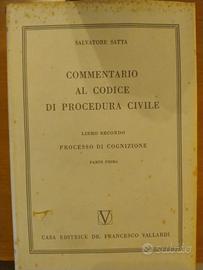 SALVATORE SATTA
COMMENTARIO
AL CODICE
DI PROCEDURA CIVILE
LIBRO SECONDO
PROCESSO DI COGNIZIONE
PARTE PRIMA
V
CASA EDITRICE DR. FRANCESCO VALLARDI
subito